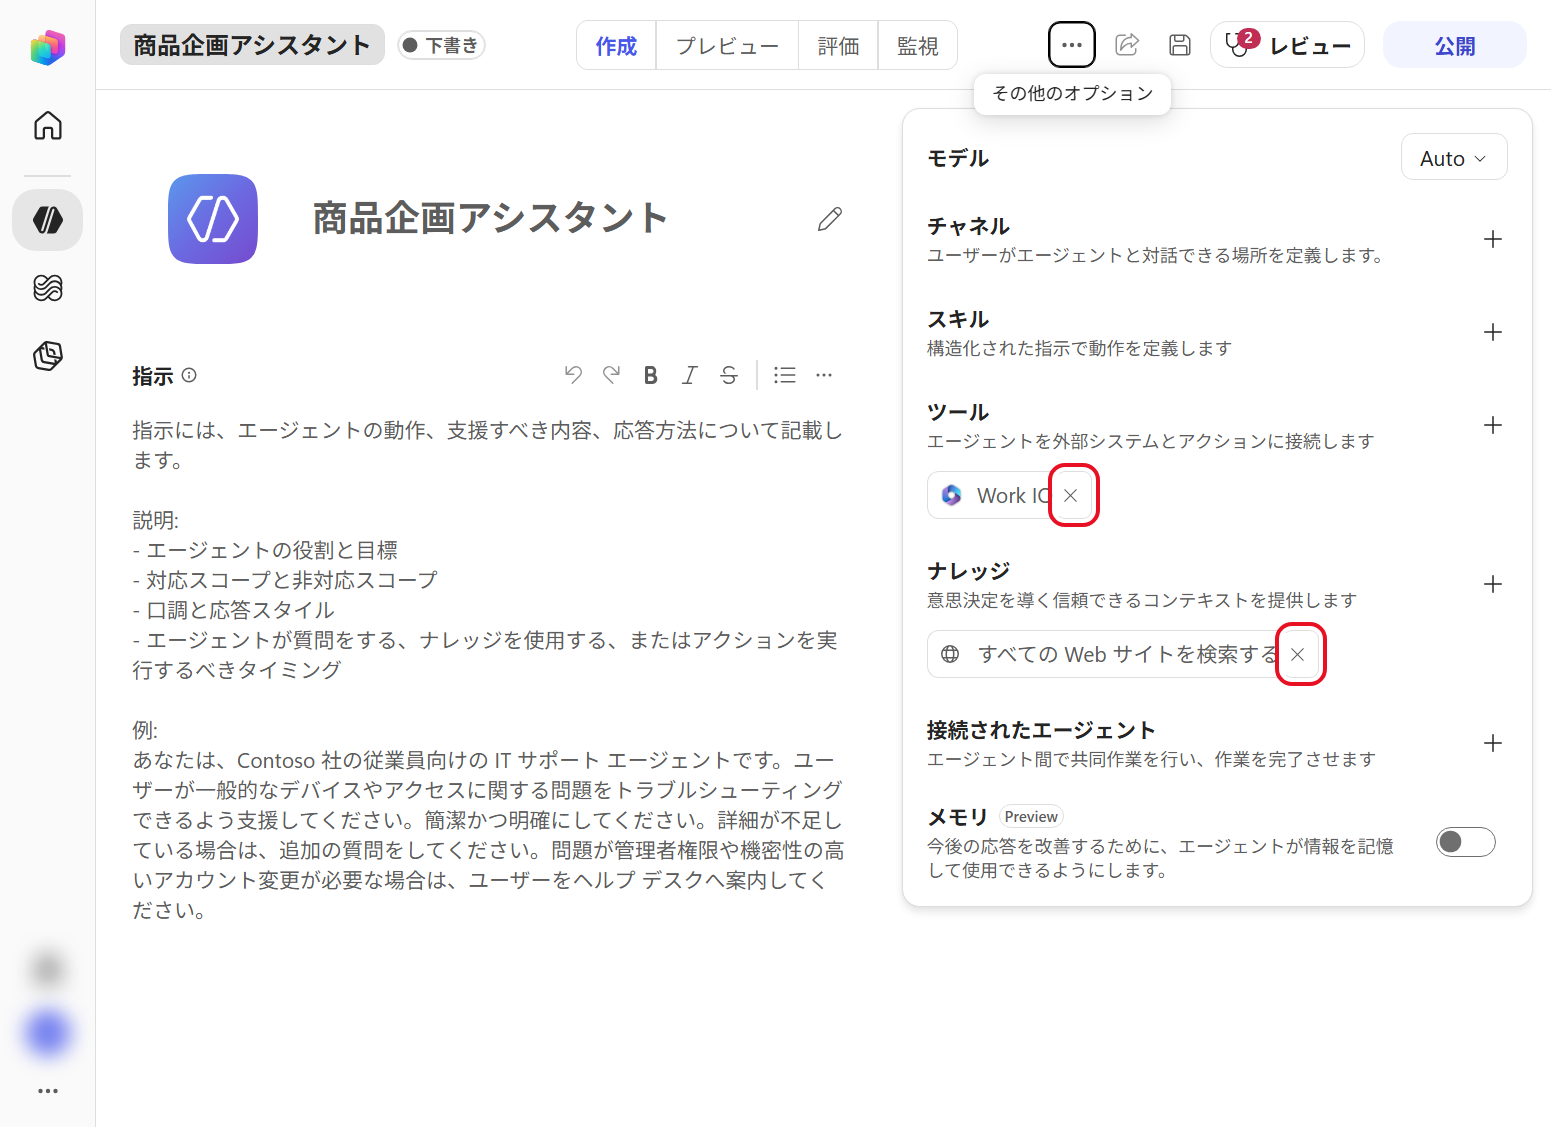 商品企画アシスタント
下書き
作成
プレビュー
評価
監視
2
レビュー
公開
その他のオプション
商品企画アシスタント
指示
指示には、エージェントの動作、支援すべき内容、応答方法について記載し
ます。
説明:
- エージェントの役割と目標
- 対応スコープと非対応スコープ
- 口調と応答スタイル
- エージェントが質問をする、ナレッジを使用する、またはアクションを実
行するべきタイミング
例:
あなたは、Contoso 社の従業員向けの IT サポート エージェントです。ユー
ザーが一般的なデバイスやアクセスに関する問題をトラブルシューティング
できるよう支援してください。簡潔かつ明確にしてください。詳細が不足し
ている場合は、追加の質問をしてください。問題が管理者権限や機密性の高
いアカウント変更が必要な場合は、ユーザーをヘルプ デスクへ案内してく
ださい。
モデル
Auto
チャネル
ユーザーがエージェントと対話できる場所を定義します。
スキル
構造化された指示で動作を定義します
ツール
エージェントを外部システムとアクションに接続します
Work IQ
ナレッジ
意思決定を導く信頼できるコンテキストを提供します
すべての Web サイトを検索する
接続されたエージェント
エージェント間で共同作業を行い、作業を完了させます
メモリ Preview
今後の応答を改善するために、エージェントが情報を記憶
して使用できるようにします。